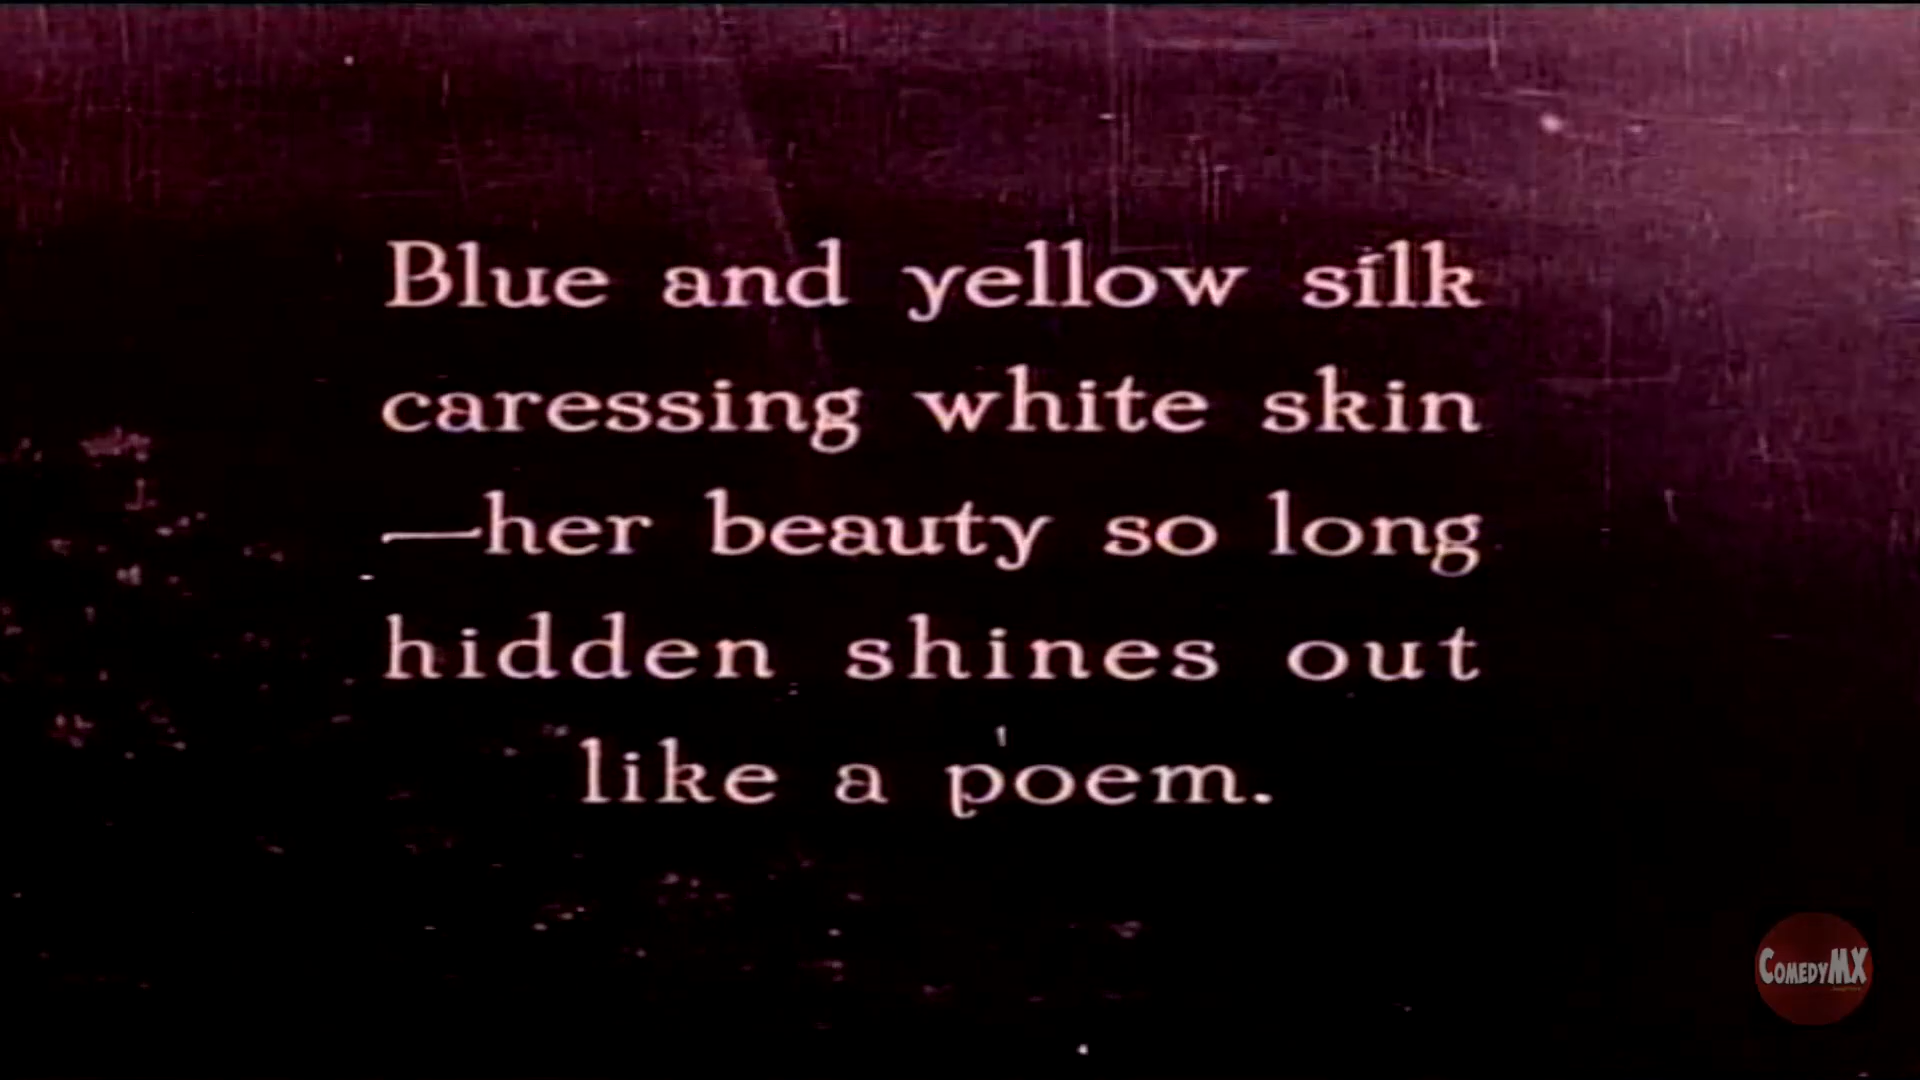 Blue and yellow silk
caressing white skin
—her beauty so long
hidden shines out
like a poem.
COMEDYMX